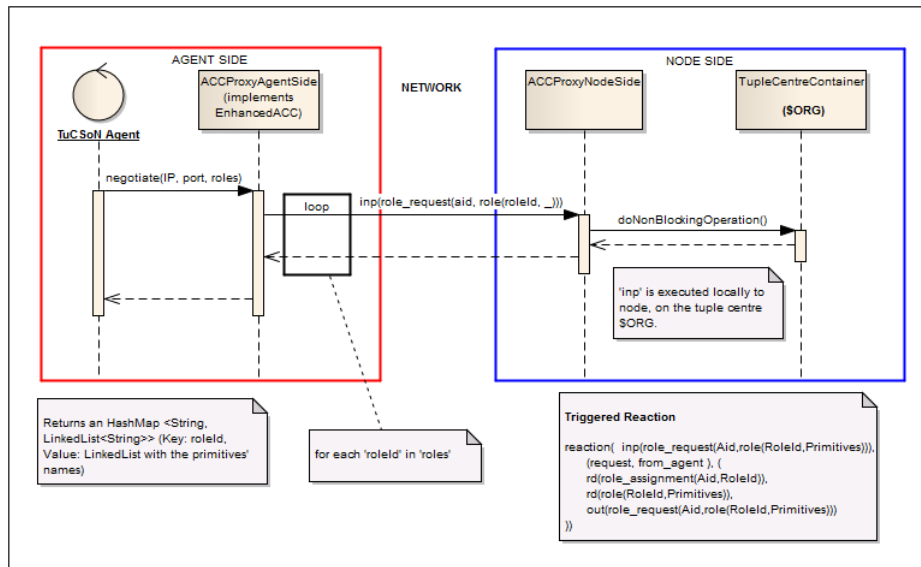 AGENT SIDE
NODE SIDE
ACCProxyAgentSide
(implements
EnhancedACC)
NETWORK
ACCProxyNodeSide
TupleCentreContainer
($ORG)
TuCSoN Agent
negotiate(IP, port, roles)
loop
inp(role_request(aid, role(roleId, _)))
doNonBlockingOperation()
'inp' is executed locally to
node, on the tuple centre
$ORG.
Returns an HashMap <String,
LinkedList<String>> (Key: roleId,
Value: LinkedList with the primitives'
names)
for each 'roleId' in 'roles'
Triggered Reaction
reaction( inp(role_request(Aid,role(RoleId,Primitives))),
(request, from_agent ), (
rd(role_assignment(Aid,RoleId)),
rd(role(RoleId,Primitives)),
out(role_request(Aid,role(RoleId,Primitives)))
))